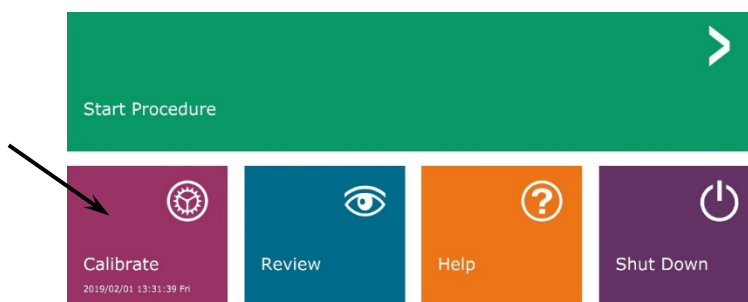 Start Procedure
Calibrate
2019/02/01 13:31:39 Fri
Review
Help
Shut Down